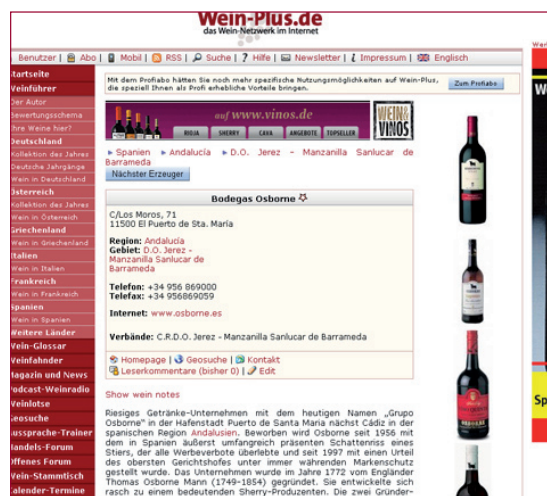 Wein-Plus.de
das Wein-Netzwerk im Internet
Benutzer | Abo | Mobil | RSS | Suche | ? Hilfe | Newsletter | Impressum | Englisch
Startseite
Weinführer
Der Autor
Bewertungsschema
Ihre Weine hier?
Deutschland
Kollektion des Jahres
Deutsche Jahrgänge
Wein in Deutschland
Österreich
Kollektion des Jahres
Wein in Österreich
Griechenland
Wein in Griechenland
Italien
Wein in Italien
Frankreich
Wein in Frankreich
Spanien
Wein in Spanien
Weitere Länder
Wein-Glossar
Weinfahnder
Magazin und News
Podcast-Weinradio
Weinlotse
Geosuche
Aussprache-Trainer
Handels-Forum
Offenes Forum
Wein-Stammtisch
Kalender-Termine
Mit dem Profiabo hätten Sie noch mehr spezifische Nutzungsmöglichkeiten auf Wein-Plus,
die speziell Ihnen als Profi erhebliche Vorteile bringen.
Zum Profiabo
auf www.vinos.de
RIOJA SHERRY CAVA ANGEBOTE TOPSELLER
WEIN & VINOS
Spanien Andalucía D.O. Jerez - Manzanilla Sanlucar de
Barrameda
Nächster Erzeuger
Bodegas Osborne
C/Los Moros, 71
11500 El Puerto de Sta. María
Region: Andalucía
Gebiet: D.O. Jerez -
Manzanilla Sanlucar de
Barrameda
Telefon: +34 956 869000
Telefax: +34 956869059
Internet: www.osborne.es
Verbände: C.R.D.O. Jerez - Manzanilla Sanlucar de Barrameda
Homepage | Geosuche | Kontakt
Leserkommentare (bisher 0) | Edit
Show wein notes
Riesiges Getränke-Unternehmen mit dem heutigen Namen „Grupo
Osborne" in der Hafenstadt Puerto de Santa Maria nächst Cádiz in der
spanischen Region Andalusien. Beworben wird Osborne seit 1956 mit
dem in Spanien äußerst umfangreich präsenten Schattenriss eines
Stiers, der alle Werbeverbote überlebte und seit 1997 mit einen Urteil
des obersten Gerichtshofes unter immer währenden Markenschutz
gestellt wurde. Das Unternehmen wurde im Jahre 1772 vom Engländer
Thomas Osborne Mann (1749-1854) gegründet. Sie entwickelte sich
rasch zu einem bedeutenden Sherry-Produzenten. Die zwei Gründer-